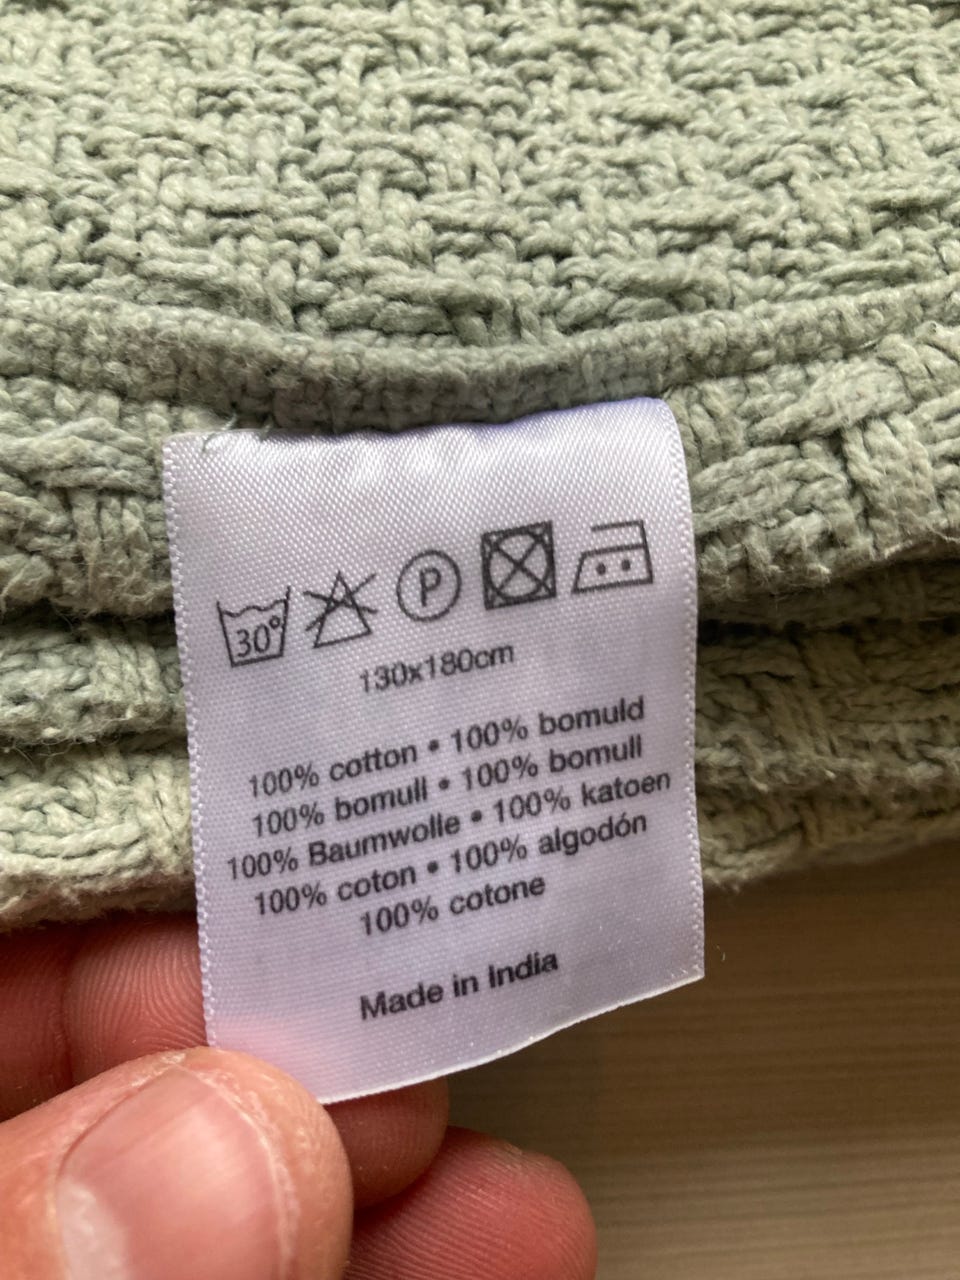 30° P
130x180cm
100% cotton • 100% bomuld
100% bomull • 100% bomull
100% Baumwolle • 100% katoen
100% coton • 100% algodón
100% cotone
Made in India